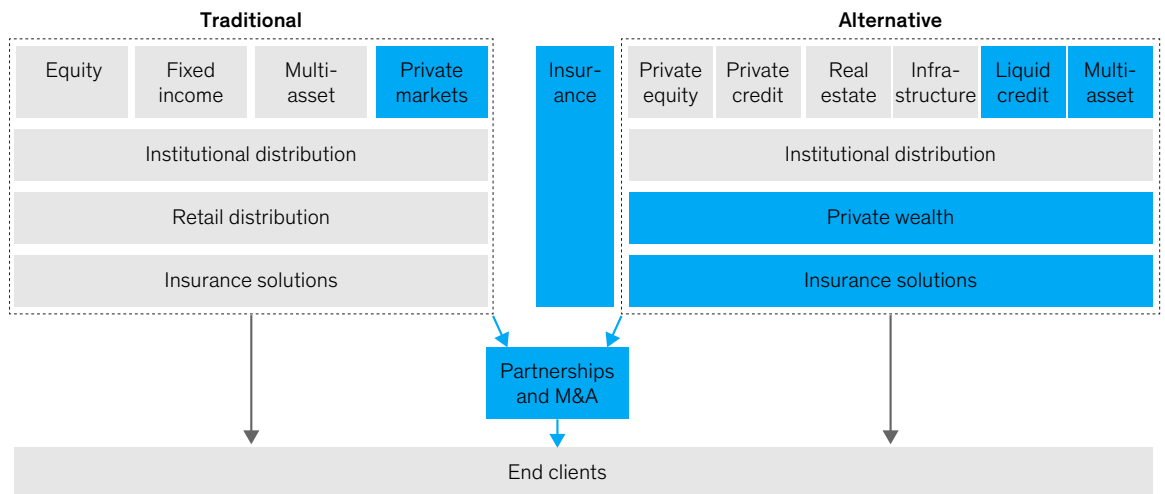 Traditional
Alternative
Equity
Fixed
income
Multi-
asset
Private
markets
Insur-
ance
Private
equity
Private
credit
Real
estate
Infra-
structure
Liquid
credit
Multi-
asset
Institutional distribution
Institutional distribution
Retail distribution
Private wealth
Insurance solutions
Insurance solutions
Partnerships
and M&A
End clients